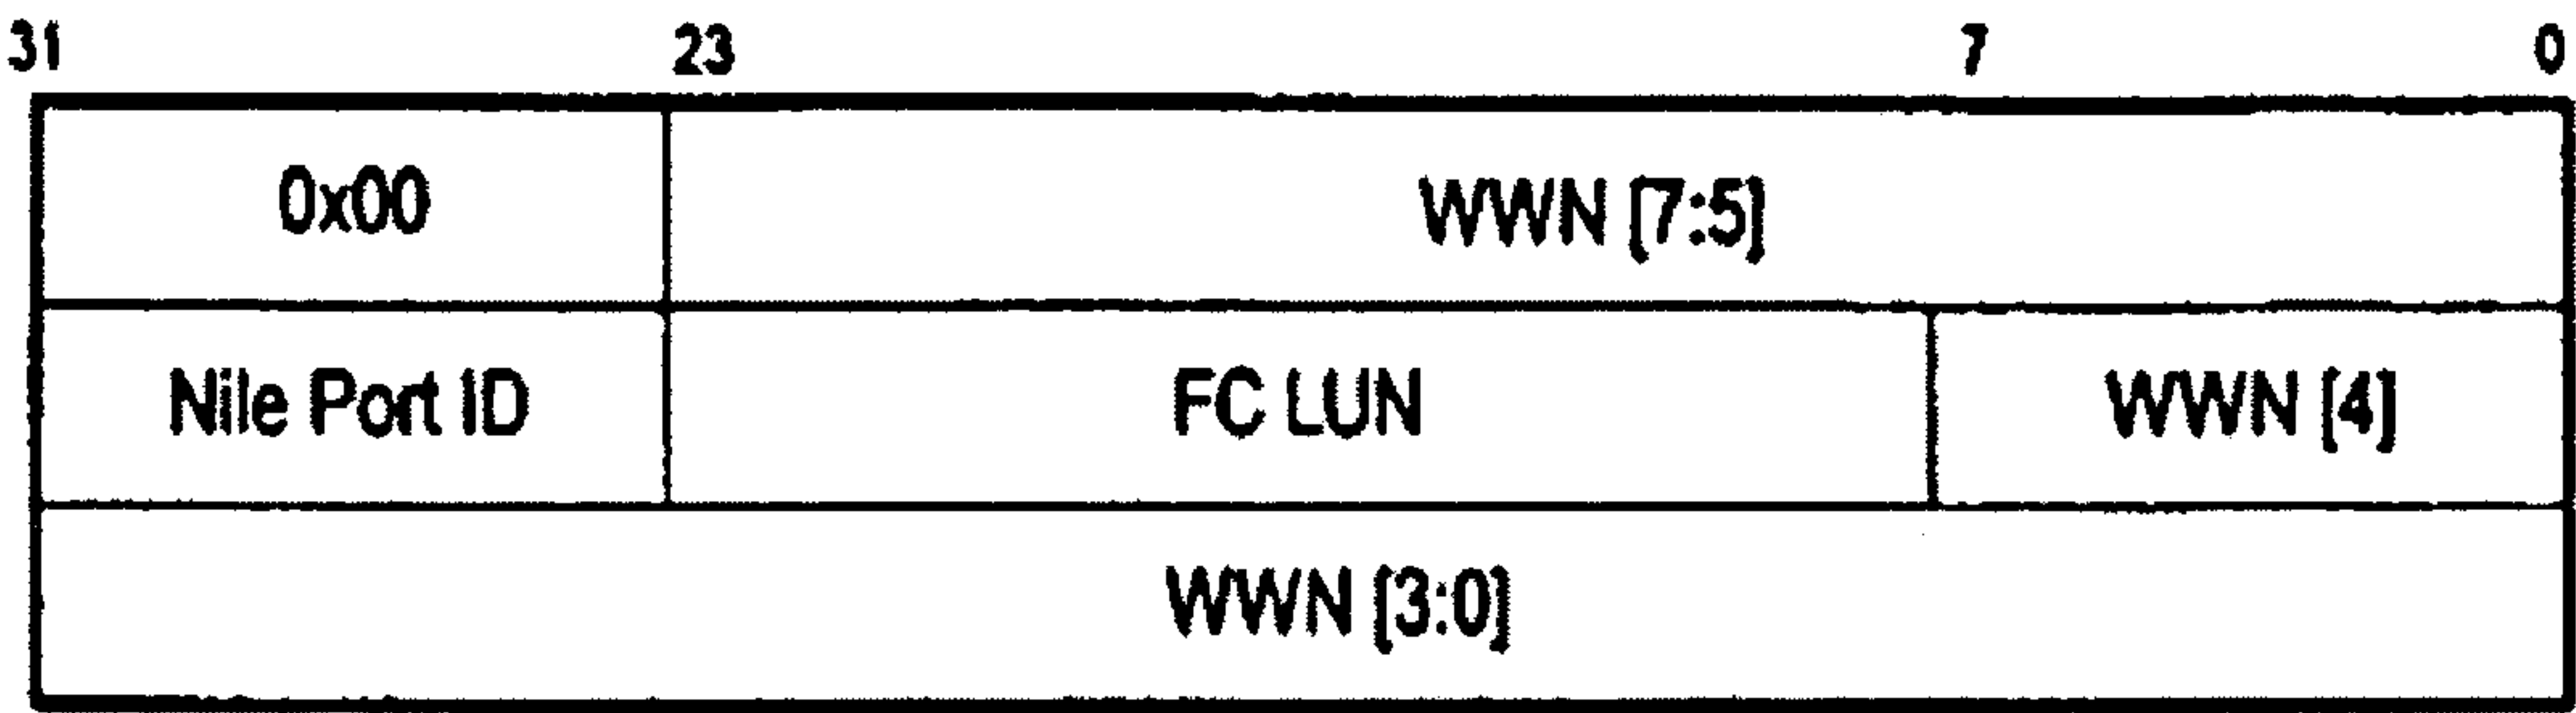 31 23 7 0
0x00 WWN [7:5]
Nile Port ID FC LUN WWN [4]
WWN [3:0]